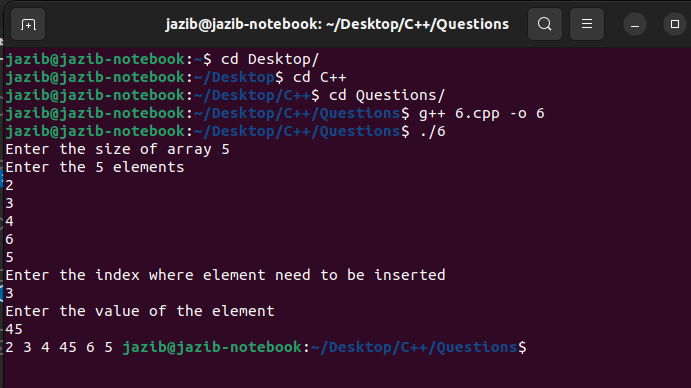 jazib@jazib-notebook: ~/Desktop/C++/Questions
jazib@jazib-notebook:~$ cd Desktop/
jazib@jazib-notebook:~/Desktop$ cd C++
jazib@jazib-notebook:~/Desktop/C++$ cd Questions/
jazib@jazib-notebook:~/Desktop/C++/Questions$ g++ 6.cpp -o 6
jazib@jazib-notebook:~/Desktop/C++/Questions$ ./6
Enter the size of array 5
Enter the 5 elements
2
3
4
6
5
Enter the index where element need to be inserted
3
Enter the value of the element
45
2 3 4 45 6 5 jazib@jazib-notebook:~/Desktop/C++/Questions$